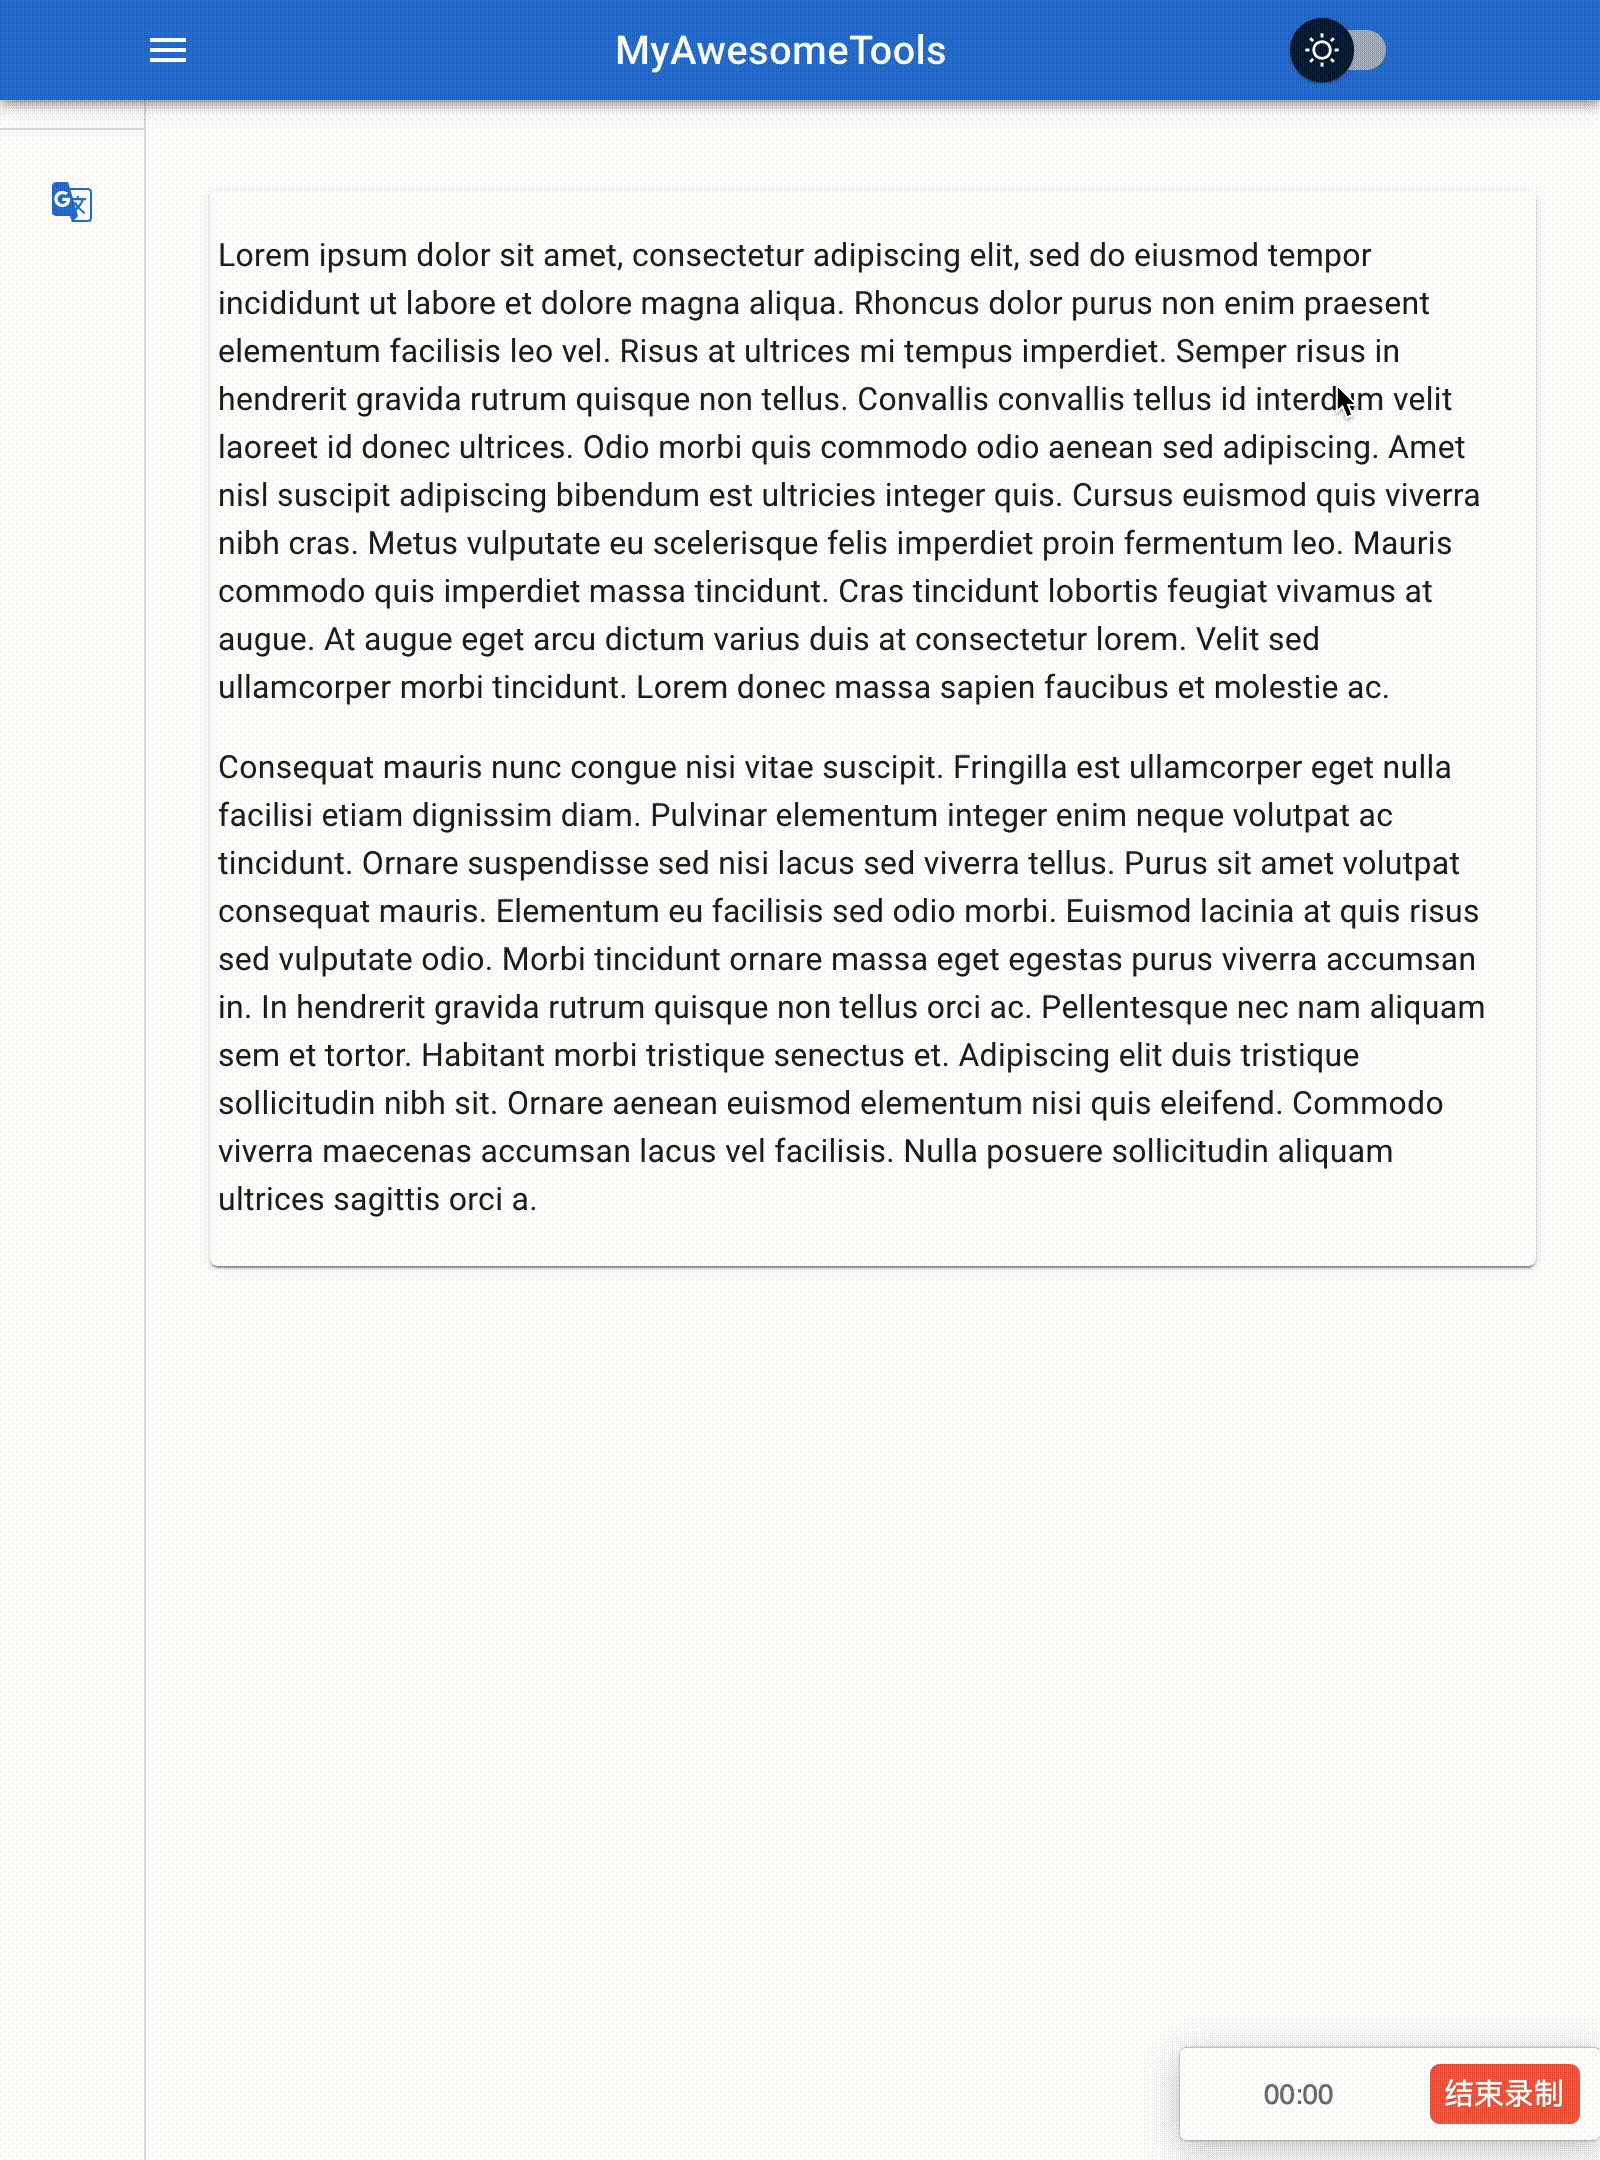 MyAwesomeTools
G文
Lorem ipsum dolor sit amet, consectetur adipiscing elit, sed do eiusmod tempor
incididunt ut labore et dolore magna aliqua. Rhoncus dolor purus non enim praesent
elementum facilisis leo vel. Risus at ultrices mi tempus imperdiet. Semper risus in
hendrerit gravida rutrum quisque non tellus. Convallis convallis tellus id interdum velit
laoreet id donec ultrices. Odio morbi quis commodo odio aenean sed adipiscing. Amet
nisl suscipit adipiscing bibendum est ultricies integer quis. Cursus euismod quis viverra
nibh cras. Metus vulputate eu scelerisque felis imperdiet proin fermentum leo. Mauris
commodo quis imperdiet massa tincidunt. Cras tincidunt lobortis feugiat vivamus at
augue. At augue eget arcu dictum varius duis at consectetur lorem. Velit sed
ullamcorper morbi tincidunt. Lorem donec massa sapien faucibus et molestie ac.
Consequat mauris nunc congue nisi vitae suscipit. Fringilla est ullamcorper eget nulla
facilisi etiam dignissim diam. Pulvinar elementum integer enim neque volutpat ac
tincidunt. Ornare suspendisse sed nisi lacus sed viverra tellus. Purus sit amet volutpat
consequat mauris. Elementum eu facilisis sed odio morbi. Euismod lacinia at quis risus
sed vulputate odio. Morbi tincidunt ornare massa eget egestas purus viverra accumsan
in. In hendrerit gravida rutrum quisque non tellus orci ac. Pellentesque nec nam aliquam
sem et tortor. Habitant morbi tristique senectus et. Adipiscing elit duis tristique
sollicitudin nibh sit. Ornare aenean euismod elementum nisi quis eleifend. Commodo
viverra maecenas accumsan lacus vel facilisis. Nulla posuere sollicitudin aliquam
ultrices sagittis orci a.
00:00 结束录制